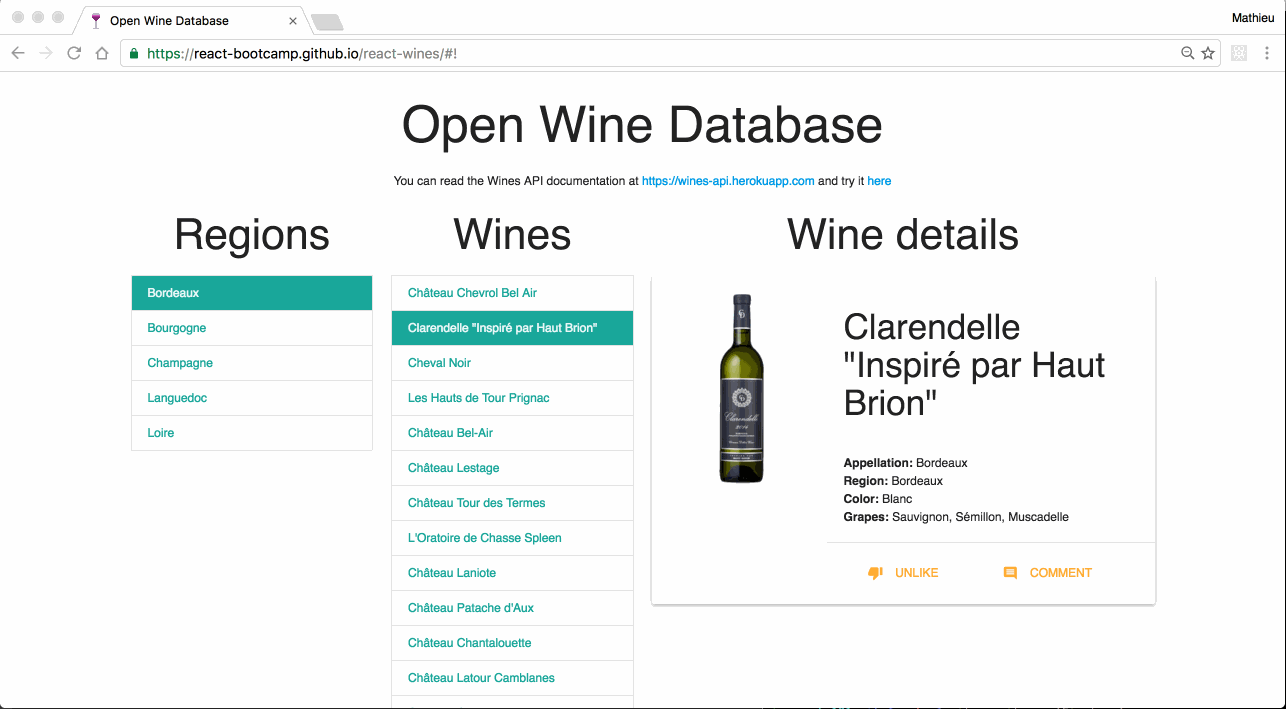 Open Wine Database
Mathieu
https://react-bootcamp.github.io/react-wines/#!
Open Wine Database
You can read the Wines API documentation at https://wines-api.herokuapp.com and try it here
Regions
Bordeaux
Bourgogne
Champagne
Languedoc
Loire
Wines
Château Chevrol Bel Air
Clarendelle "Inspiré par Haut Brion"
Cheval Noir
Les Hauts de Tour Prignac
Château Bel-Air
Château Lestage
Château Tour des Termes
L'Oratoire de Chasse Spleen
Château Laniote
Château Patache d'Aux
Château Chantalouette
Château Latour Camblanes
Wine details
Clarendelle
Clarendelle
"Inspiré par Haut
Brion"
Appellation: Bordeaux
Region: Bordeaux
Color: Blanc
Grapes: Sauvignon, Sémillon, Muscadelle
UNLIKE
COMMENT